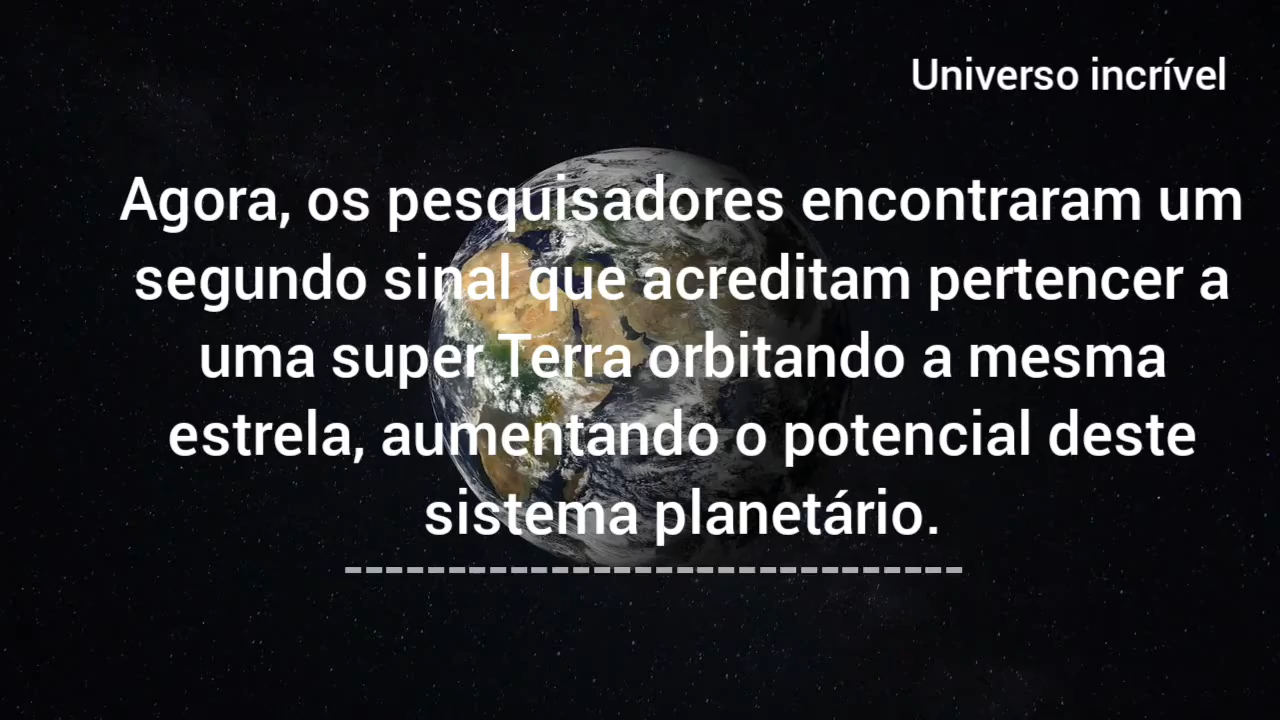 Universo incrível
Agora, os pesquisadores encontraram um
segundo sinal que acreditam pertencer a
uma super Terra orbitando a mesma
estrela, aumentando o potencial deste
sistema planetário.
------------------------------